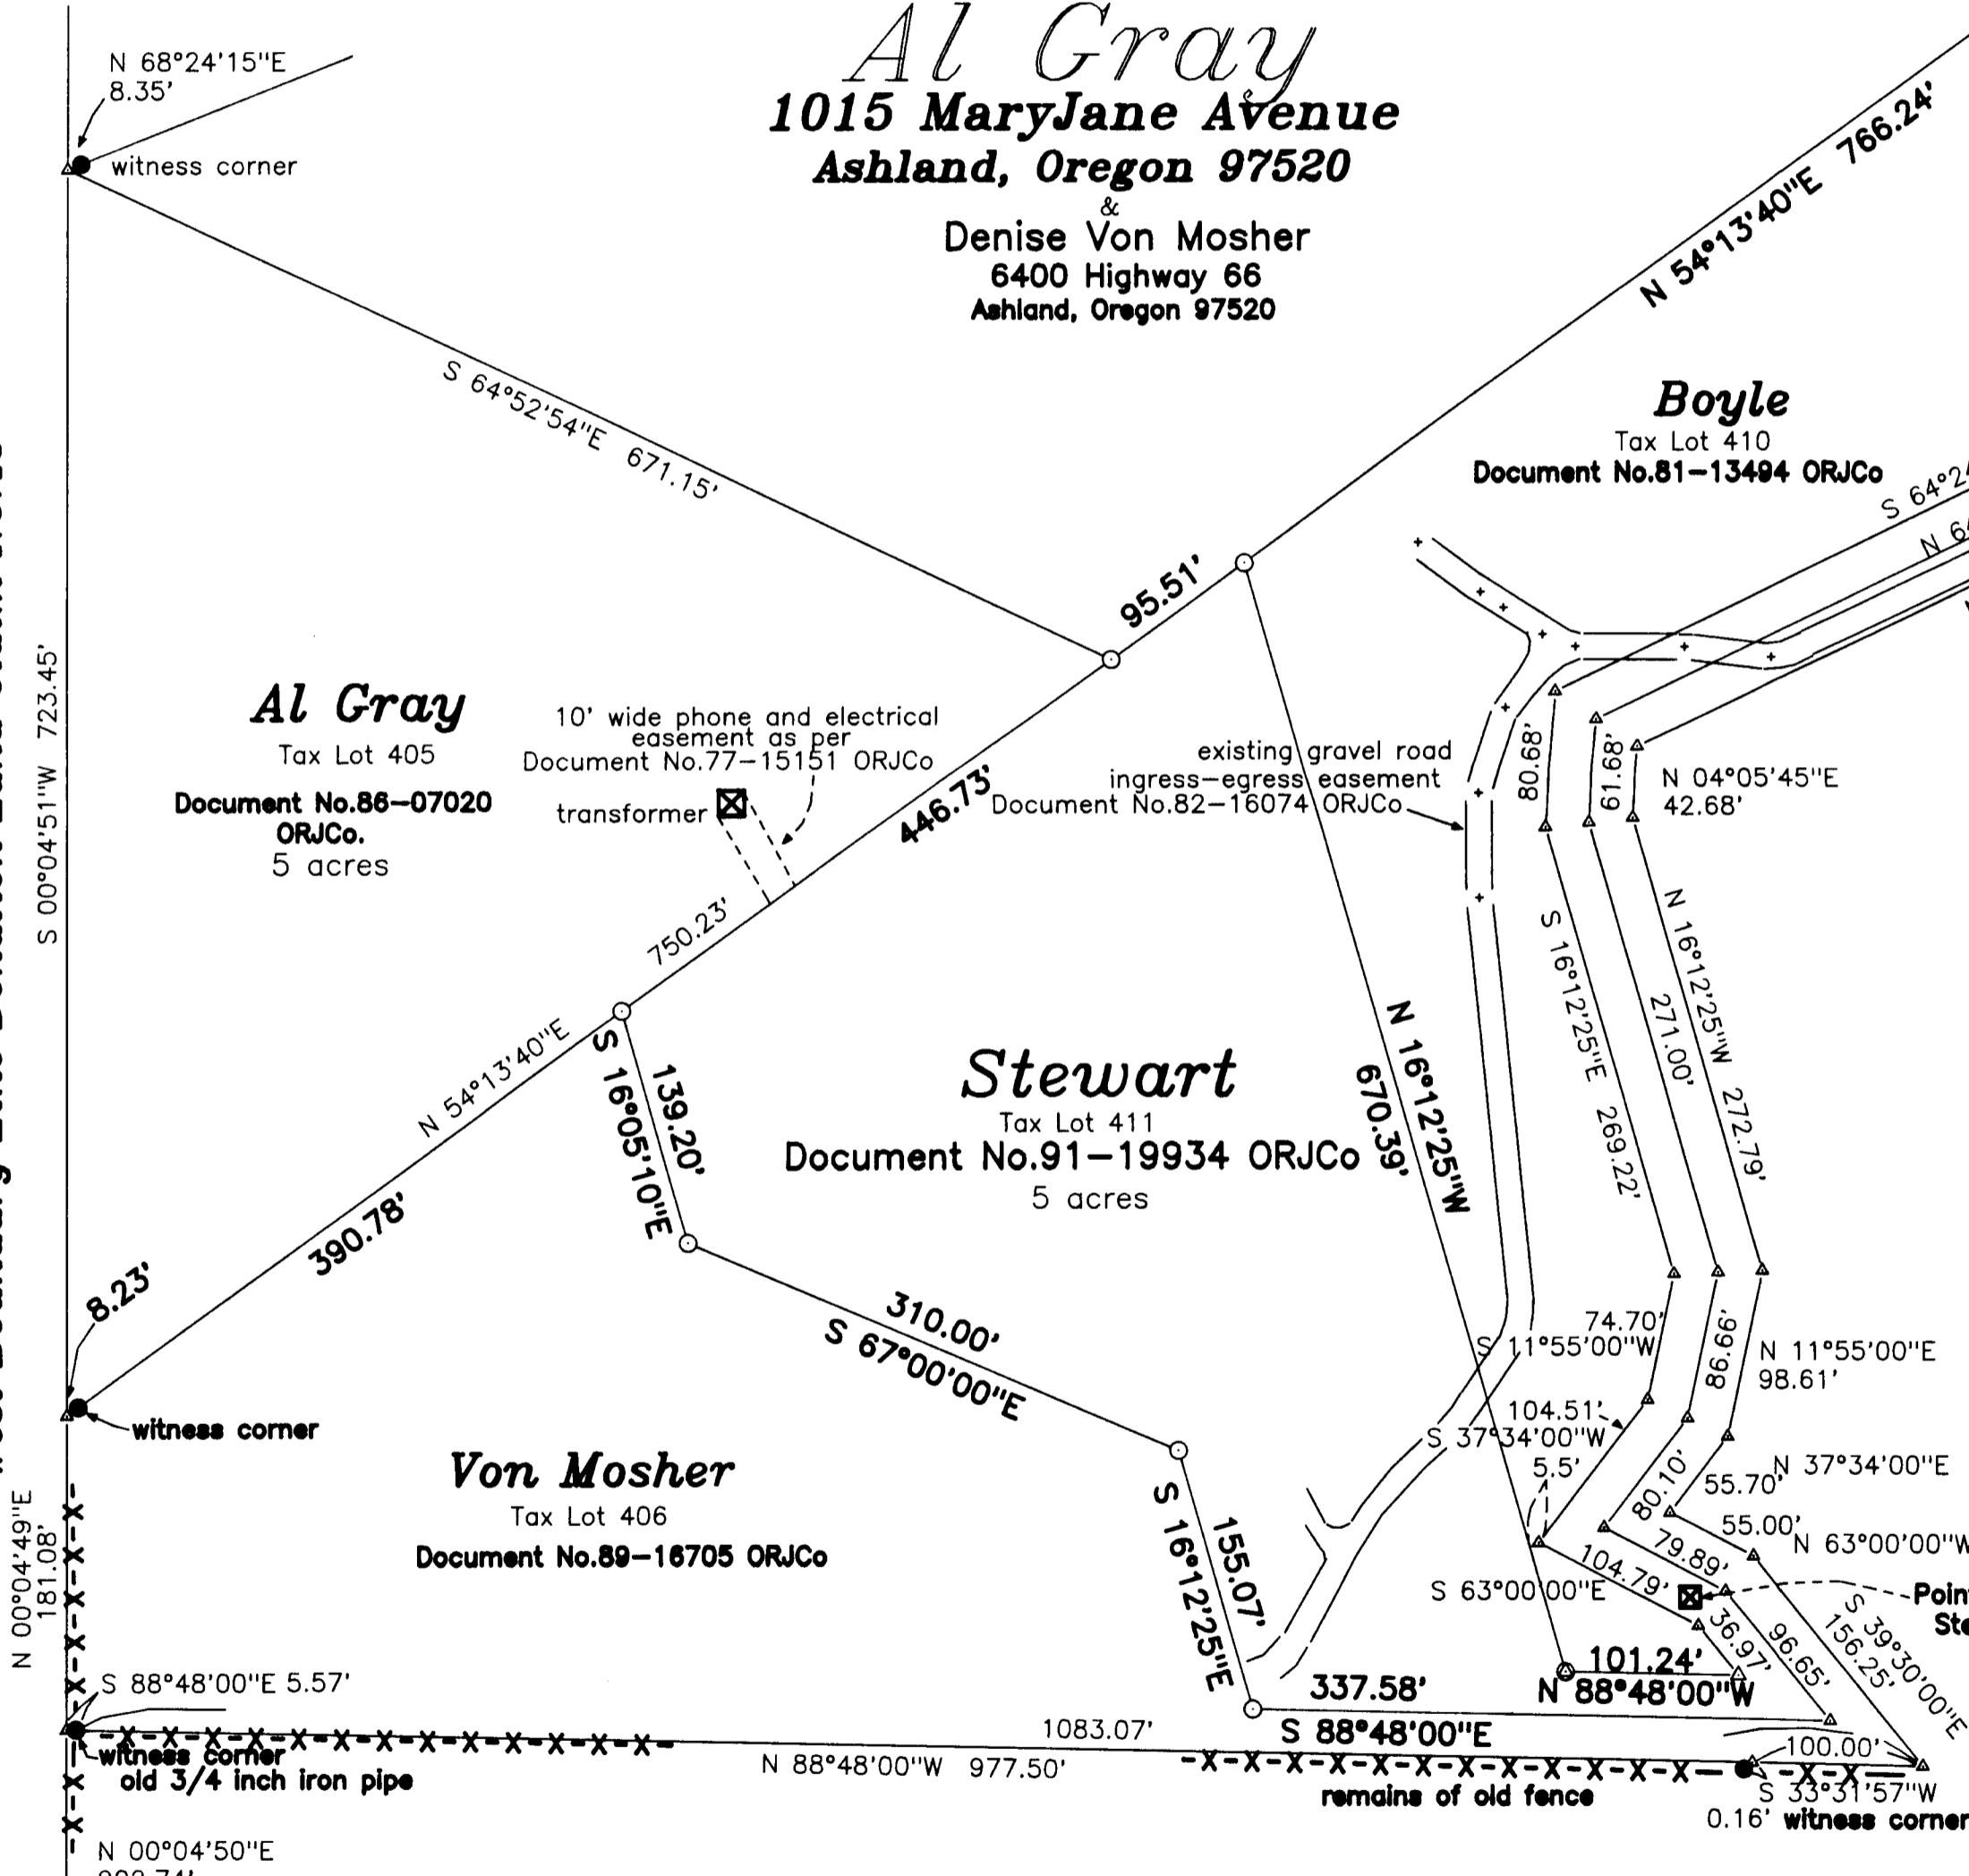 Al Gray
1015 MaryJane Avenue
Ashland, Oregon 97520
&
Denise Von Mosher
6400 Highway 66
Ashland, Oregon 97520
N 68°24'15"E
8.35'
witness corner
N 54°13'40"E 766.24'
S 64°52'54"E 671.15'
Boyle
Tax Lot 410
Document No.81-13494 ORJCo
95.51'
S 00°04'51"W 723.45'
Al Gray
Tax Lot 405
Document No.86-07020
ORJCo.
5 acres
10' wide phone and electrical
easement as per
Document No.77-15151 ORJCo
transformer
446.73'
750.23'
existing gravel road
ingress-egress easement
Document No.82-16074 ORJCo
80.68'
61.68'
N 04°05'45"E
42.68'
N 54°13'40"E
390.78'
8.23'
witness corner
S 16°05'10"E
139.20'
Stewart
Tax Lot 411
Document No.91-19934 ORJCo
5 acres
N 16°12'25"W
670.39'
S 16°12'25"E 269.22'
271.00'
N 16°12'25"W 272.79'
310.00'
S 67°00'00"E
74.70'
S 11°55'00"W
86.66'
N 11°55'00"E
98.61'
104.51'
S 37°34'00"W
5.5'
80.10'
N 37°34'00"E
55.70'
55.00'
N 63°00'00"W
79.89'
104.79'
S 63°00'00"E
Von Mosher
Tax Lot 406
Document No.89-16705 ORJCo
155.07'
S 16°12'25"E
N 00°04'49"E
181.08'
36.97'
96.65'
S 39°30'00"E
156.25'
101.24'
N 88°48'00"W
337.58'
S 88°48'00"E
S 88°48'00"E 5.57'
witness corner
old 3/4 inch iron pipe
1083.07'
N 88°48'00"W 977.50'
remains of old fence
100.00'
S 33°31'57"W
0.16' witness corner
N 00°04'50"E